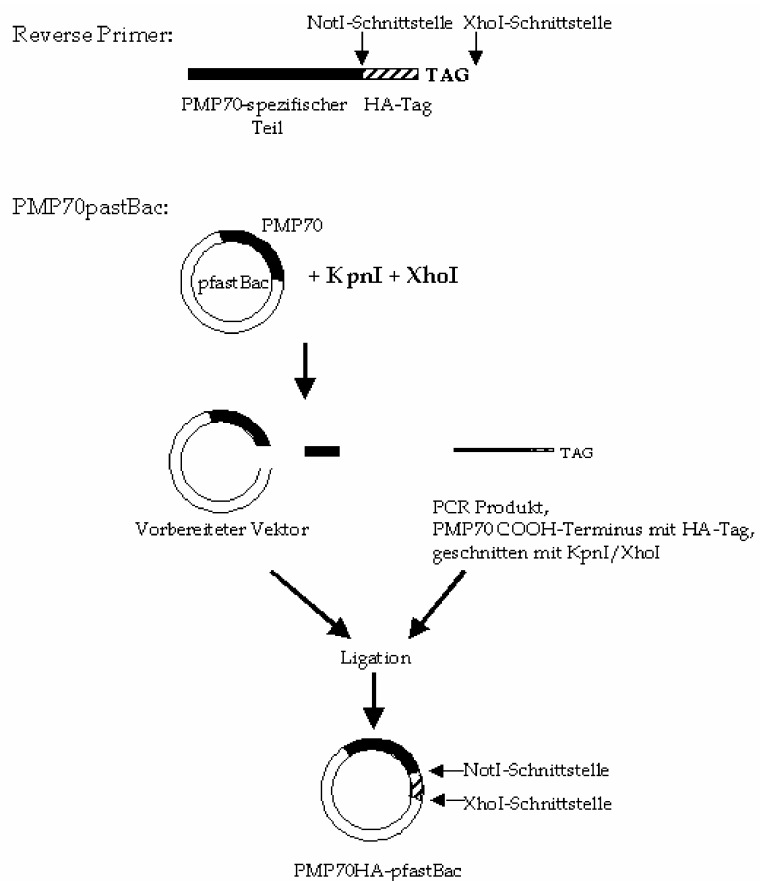 NotI-Schnittstelle XhoI-Schnittstelle
Reverse Primer:
TAG
PMP70-spezifischer HA-Tag
Teil
PMP70pastBac:
PMP70
pfastBac
+ KpnI + XhoI
TAG
Vorbereiteter Vektor
PCR Produkt,
PMP70 COOH-Terminus mit HA-Tag,
geschnitten mit KpnI/XhoI
Ligation
NotI-Schnittstelle
XhoI-Schnittstelle
PMP70HA-pfastBac